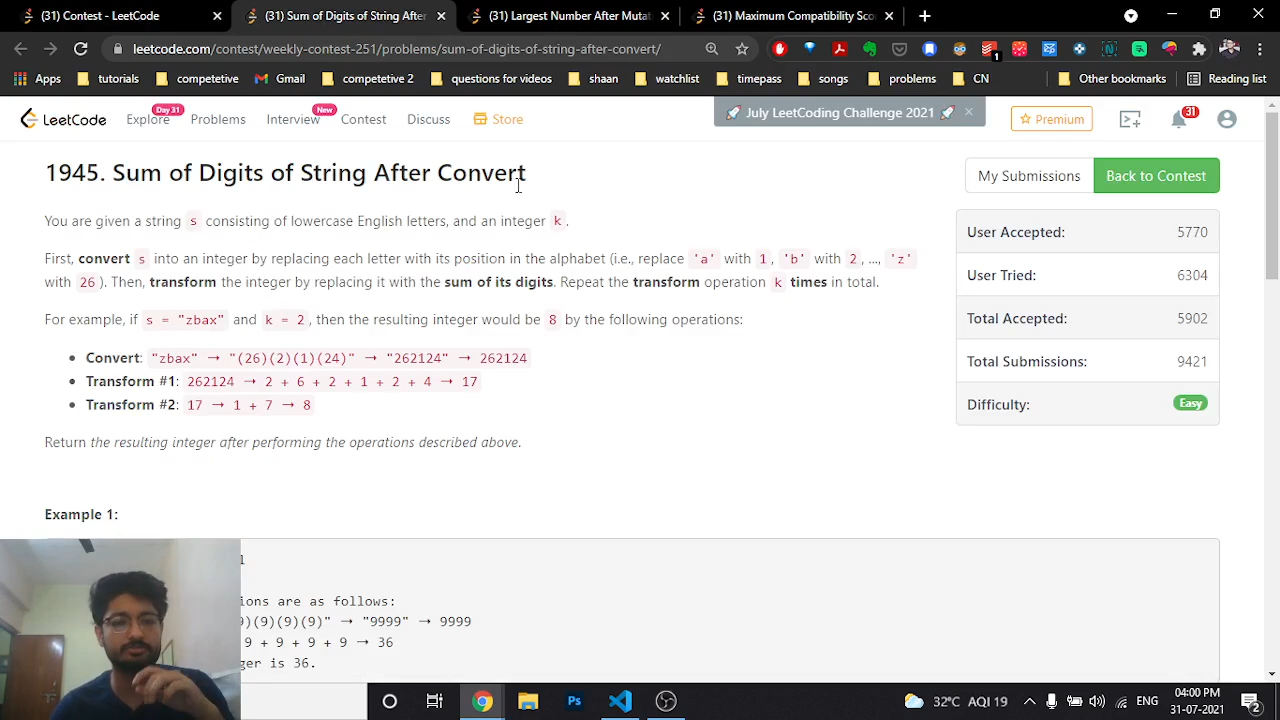 (31) Contest - LeetCode
(31) Sum of Digits of String After
(31) Largest Number After Mutat
(31) Maximum Compatibility Sco
leetcode.com/contest/weekly-contest-251/problems/sum-of-digits-of-string-after-convert/
1
Apps tutorials competetive Gmail competetive 2 questions for videos shaan watchlist timepass songs problems CN Other bookmarks Reading list
LeetCode Explore Day 31 Problems Interview New Contest Discuss Store
🚀 July LeetCoding Challenge 2021 🚀
Premium
31
1945. Sum of Digits of String After Convert
My Submissions Back to Contest
You are given a string s consisting of lowercase English letters, and an integer k.
First, convert s into an integer by replacing each letter with its position in the alphabet (i.e., replace 'a' with 1, 'b' with 2, ..., 'z'
with 26). Then, transform the integer by replacing it with the sum of its digits. Repeat the transform operation k times in total.
For example, if s = "zbax" and k = 2, then the resulting integer would be 8 by the following operations:
Convert: "zbax" → "(26)(2)(1)(24)" → "262124" → 262124
Transform #1: 262124 → 2 + 6 + 2 + 1 + 2 + 4 → 17
Transform #2: 17 → 1 + 7 → 8
Return the resulting integer after performing the operations described above.
User Accepted: 5770
User Tried: 6304
Total Accepted: 5902
Total Submissions: 9421
Difficulty: Easy
Example 1:
ions are as follows:
)(9)(9)(9)" → "9999" → 9999
9 + 9 + 9 + 9 → 36
ger is 36.
Ps
32°C AQI 19
ENG
04:00 PM
31-07-2021
2